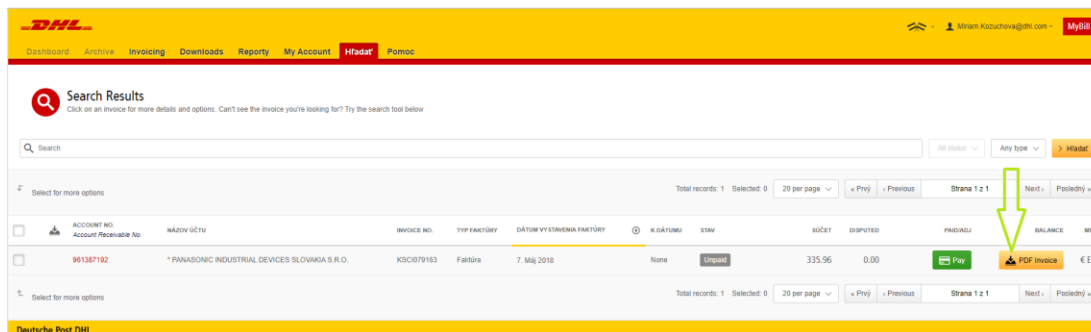 DHL
Miriam.Kozuchova@dhl.com
MyBill
Dashboard Archive Invoicing Downloads Reporty My Account Hľadať Pomoc
Search Results
Click on an invoice for more details and options. Can't see the invoice you're looking for? Try the search tool below
Search All status Any type > Hľadať
Select for more options Total records: 1 Selected: 0 20 per page « Prvý ‹ Previous Strana 1 z 1 Next › Posledný »
ACCOUNT NO. NÁZOV ÚČTU INVOICE NO. TYP FAKTÚRY DÁTUM VYSTAVENIA FAKTÚRY K DÁTUMU STAV SÚČET DISPUTED PAID/ADJ BALANCE
Account Receivable No.
961387192 * PANASONIC INDUSTRIAL DEVICES SLOVAKIA S.R.O. KSCI079163 Faktúra 7. Máj 2018 None Unpaid 335.96 0.00 Pay PDF Invoice €
Select for more options Total records: 1 Selected: 0 20 per page « Prvý ‹ Previous Strana 1 z 1 Next › Posledný »
Deutsche Post DHL